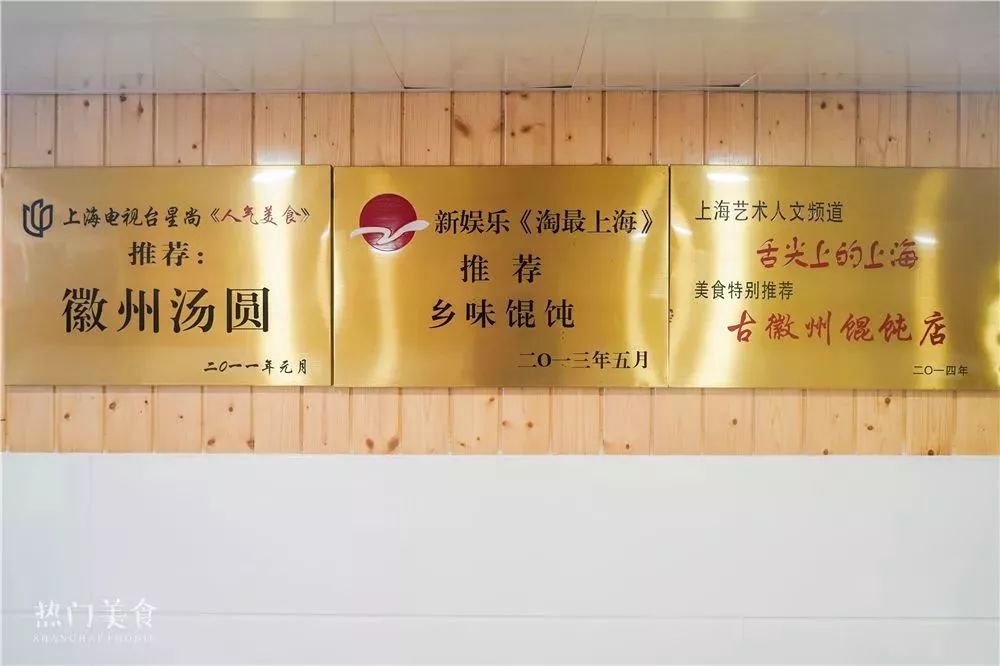 上海电视台星尚《人气美食》
推荐：
徽州汤圆
二〇一一年元月
新娱乐《淘最上海》
推荐
乡味馄饨
二〇一三年五月
上海艺术人文频道
舌尖上的上海
美食特别推荐
古徽州馄饨店
二〇一四年
热门美食
SHANGHAI FOODIE